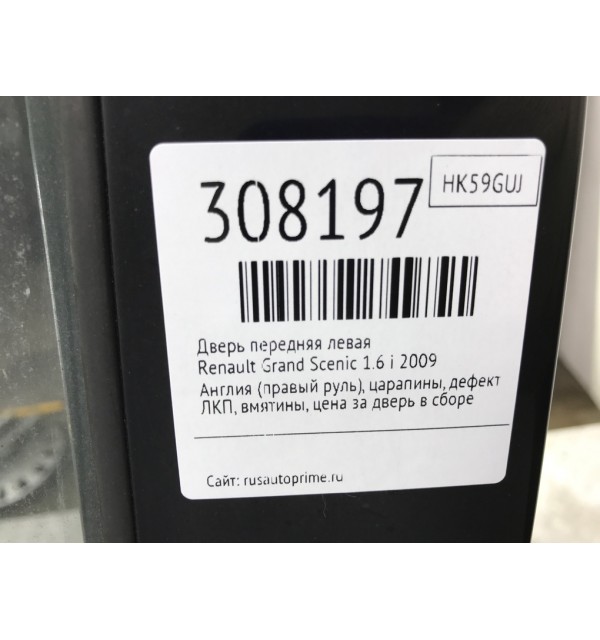 308197
HK59GUJ
Дверь передняя левая
Renault Grand Scenic 1.6 i 2009
Англия (правый руль), царапины, дефект
ЛКП, вмятины, цена за дверь в сборе
Сайт: rusautoprime.ru